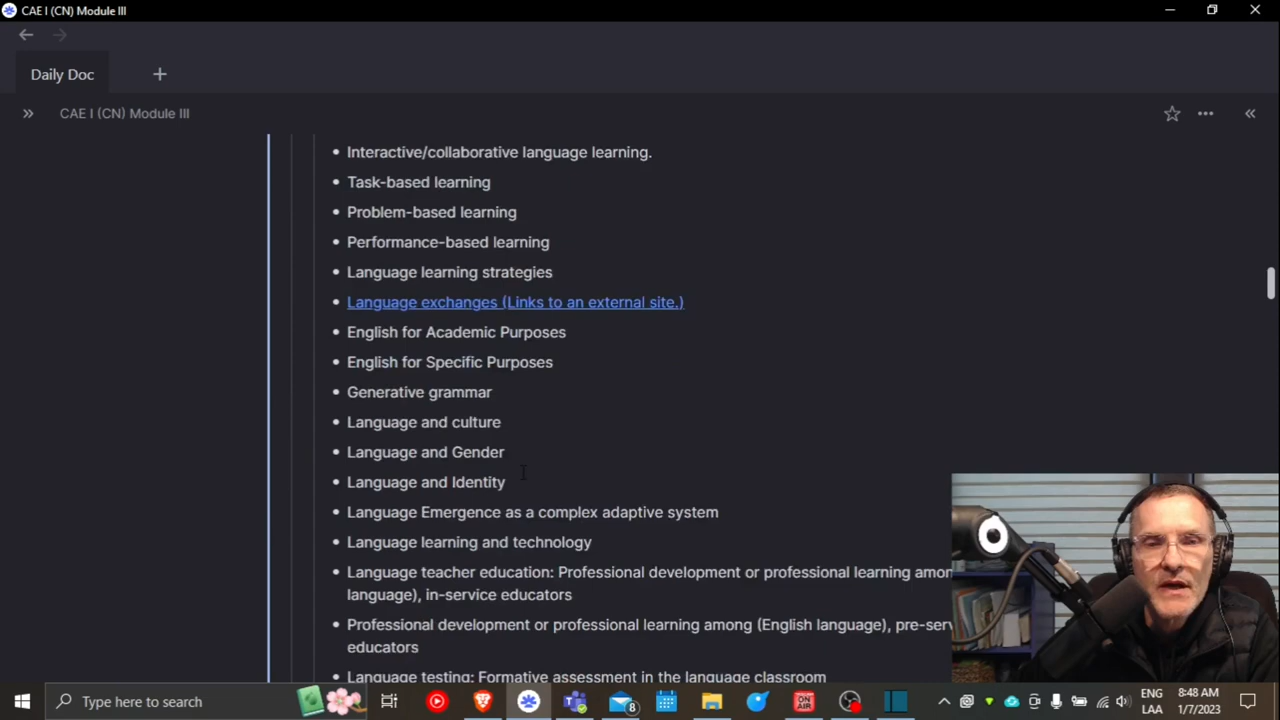 CAE I (CN) Module III
Daily Doc
CAE I (CN) Module III
Interactive/collaborative language learning.
Task-based learning
Problem-based learning
Performance-based learning
Language learning strategies
Language exchanges (Links to an external site.)
English for Academic Purposes
English for Specific Purposes
Generative grammar
Language and culture
Language and Gender
Language and Identity
Language Emergence as a complex adaptive system
Language learning and technology
Language teacher education: Professional development or professional learning
language), in-service educators
Professional development or professional learning among (English language),
educators
Language testing: Formative assessment in the language classroom
Type here to search
ON AIR
8
ENG
LAA
8:48 AM
1/7/2023